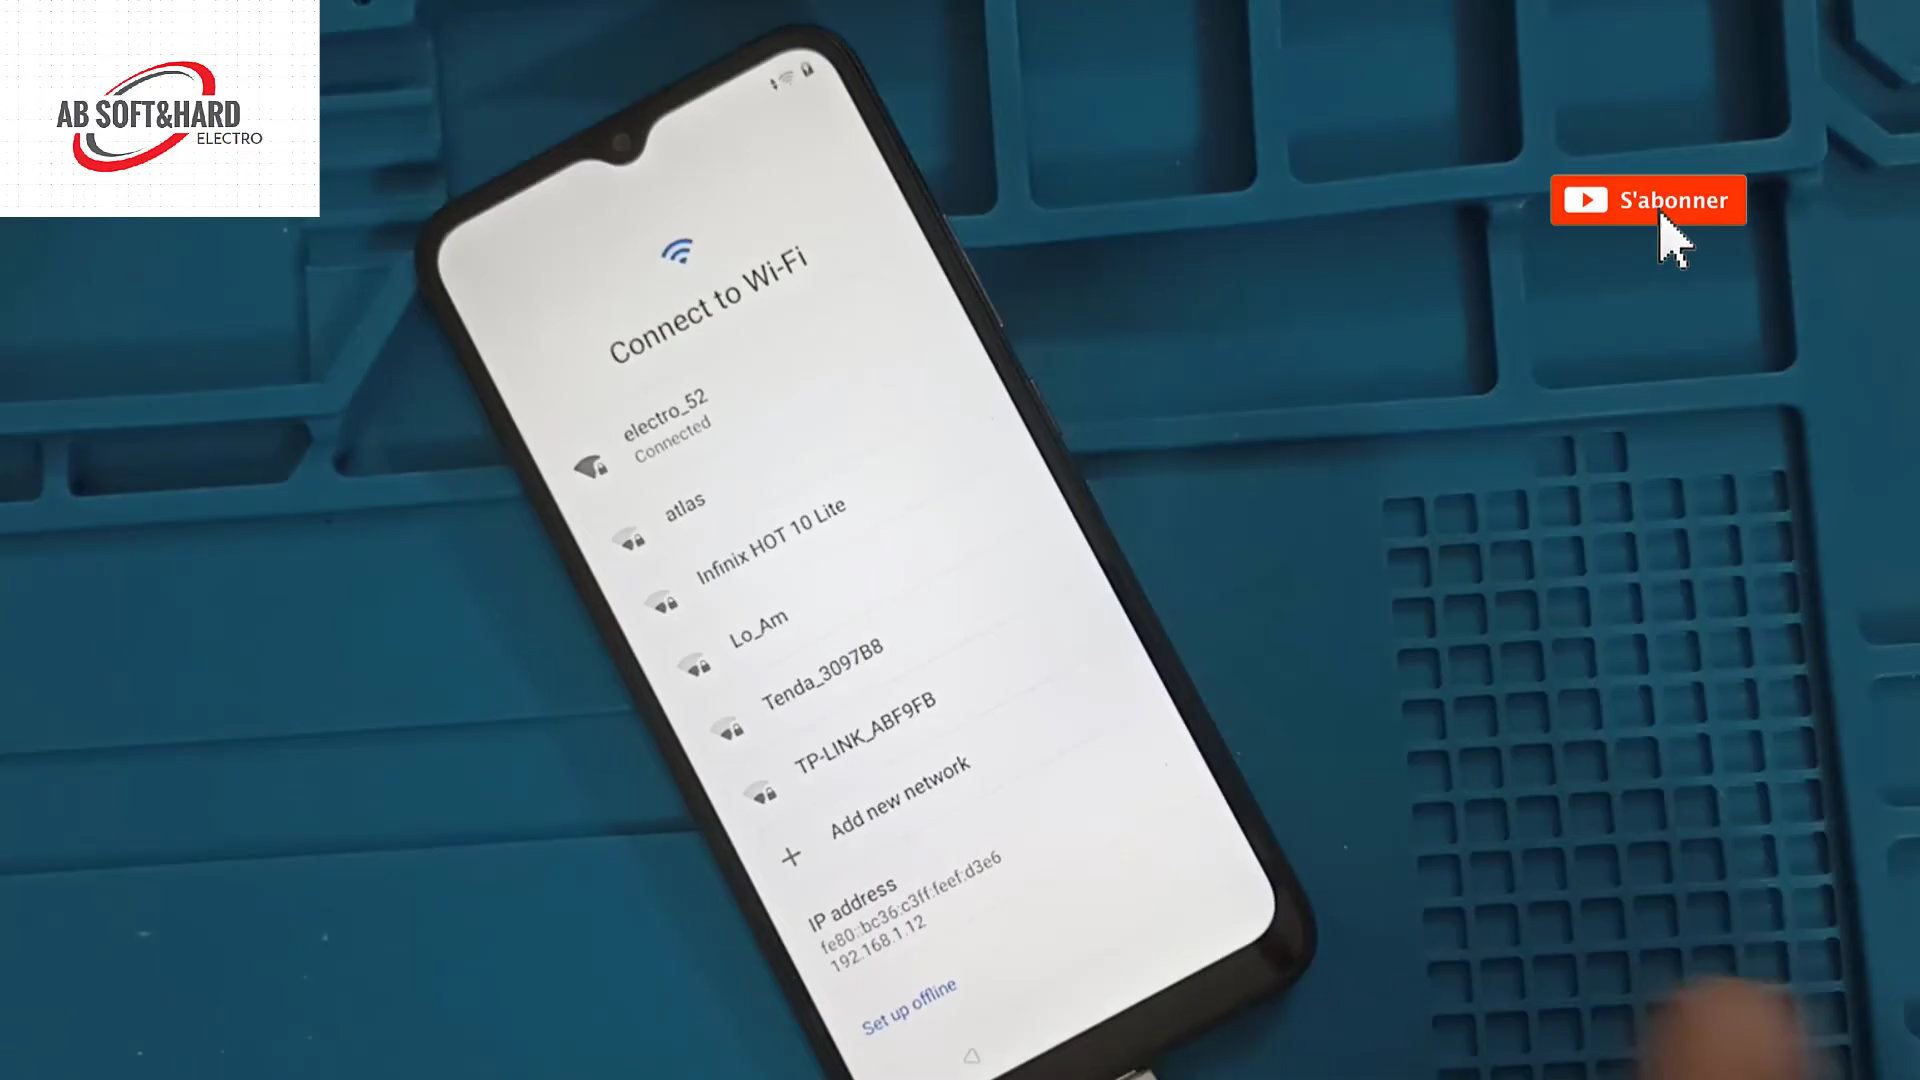 AB SOFT&HARD
ELECTRO
S'abonner
Connect to Wi-Fi
electro_52
Connected
atlas
Infinix HOT 10 Lite
Lo_Am
Tenda_3097B8
TP-LINK_ABF9FB
Add new network
IP address
fe80::bc36:c3ff:feef:d3e6
192.168.1.12
Set up offline